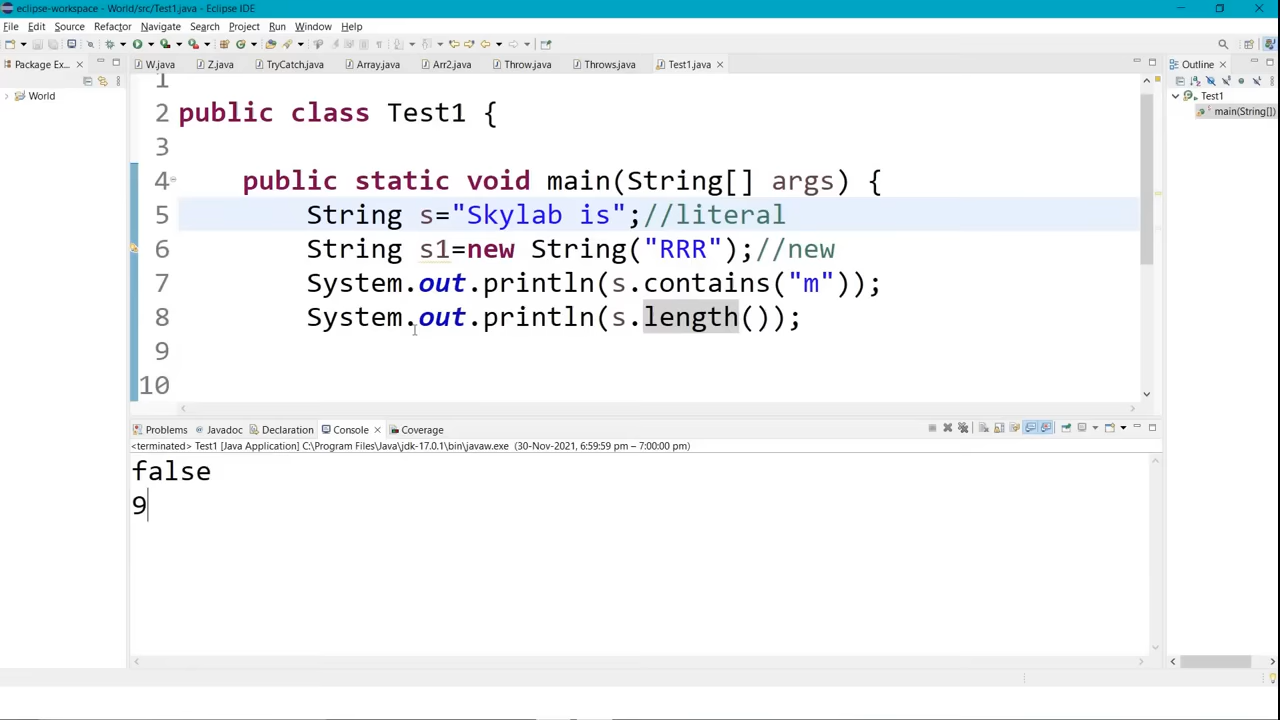 eclipse-workspace - World/src/Test1.java - Eclipse IDE
File Edit Source Refactor Navigate Search Project Run Window Help
Package Ex...
W.java Z.java TryCatch.java Array.java Arr2.java Throw.java Throws.java Test1.java
Outline
World
Test1
main(String[])
1
2 public class Test1 {
3
4 public static void main(String[] args) {
5 String s="Skylab is";//literal
6 String s1=new String("RRR");//new
7 System.out.println(s.contains("m"));
8 System.out.println(s.length());
9
10
Problems Javadoc Declaration Console Coverage
<terminated> Test1 [Java Application] C:\Program Files\Java\jdk-17.0.1\bin\javaw.exe (30-Nov-2021, 6:59:59 pm – 7:00:00 pm)
false
9